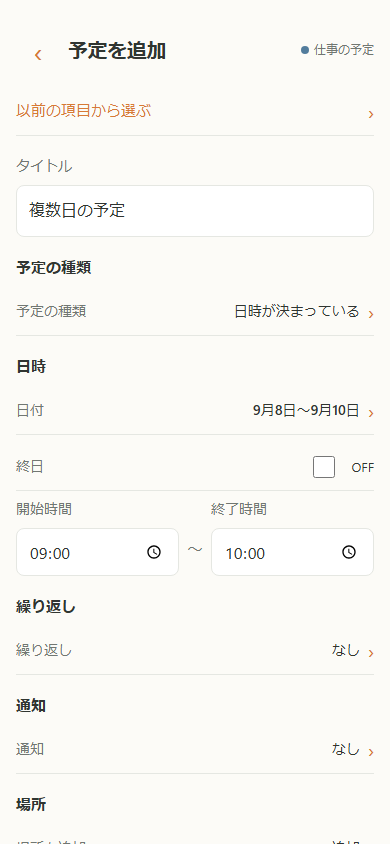 ‹ 予定を追加 仕事の予定
以前の項目から選ぶ ›
タイトル
複数日の予定
予定の種類
予定の種類 日時が決まっている ›
日時
日付 9月8日〜9月10日 ›
終日 OFF
開始時間 終了時間
09:00 〜 10:00
繰り返し
繰り返し なし ›
通知
通知 なし ›
場所